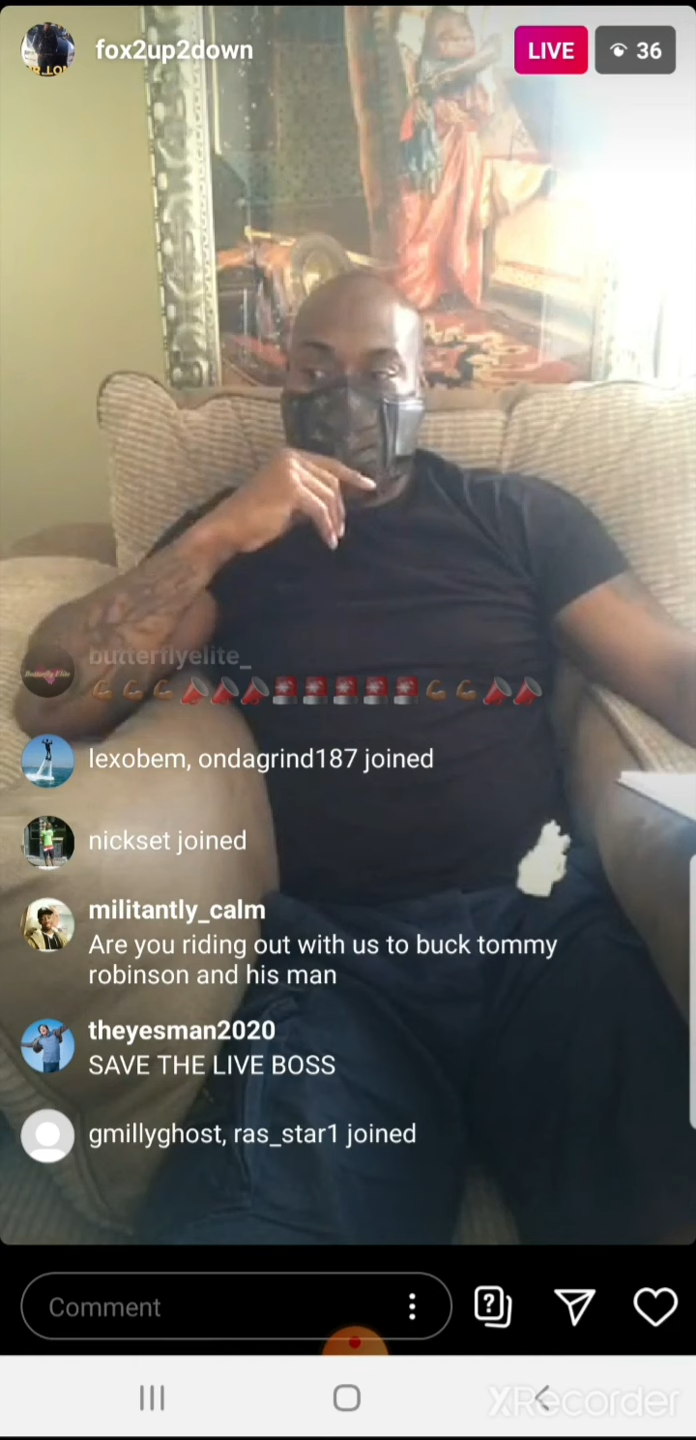 fox2up2down
LIVE
36
butterflyelite_
lexobem, ondagrind187 joined
nickset joined
militantly_calm
Are you riding out with us to buck tommy
robinson and his man
theyesman2020
SAVE THE LIVE BOSS
gmillyghost, ras_star1 joined
Comment
XRecorder